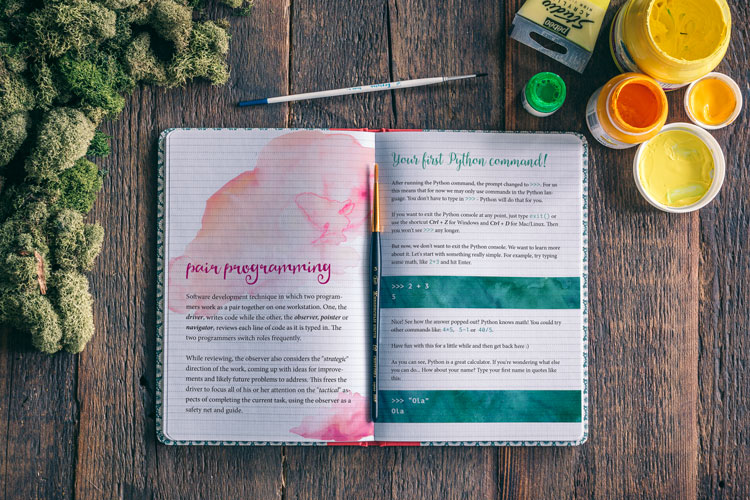 pair programming
Software development technique in which two program-
mers work as a pair together on one workstation. One, the
driver, writes code while the other, the observer, pointer or
navigator, reviews each line of code as it is typed in. The
two programmers switch roles frequently.
While reviewing, the observer also considers the "strategic"
direction of the work, coming up with ideas for improve-
ments and likely future problems to address. This frees the
driver to focus all of his or her attention on the "tactical" as-
pects of completing the current task, using the observer as a
safety net and guide.
Your first Python command!
After running the Python command, the prompt changed to >>>. For us
this means that for now we may only use commands in the Python lan-
guage. You don't have to type in >>> - Python will do that for you.
If you want to exit the Python console at any point, just type exit() or
use the shortcut Ctrl + Z for Windows and Ctrl + D for Mac/Linux. Then
you won't see >>> any longer.
But now, we don't want to exit the Python console. We want to learn more
about it. Let's start with something really simple. For example, try typing
some math, like 2+3 and hit Enter.
>>> 2 + 3
5
Nice! See how the answer popped out? Python knows math! You could try
other commands like: 4*5, 5-1 or 40/5.
Have fun with this for a little while and then get back here :)
As you can see, Python is a great calculator. If you're wondering what else
you can do... How about your name? Type your first name in quotes like
this:
>>> "Ola"
Ola
pébéo
Studio